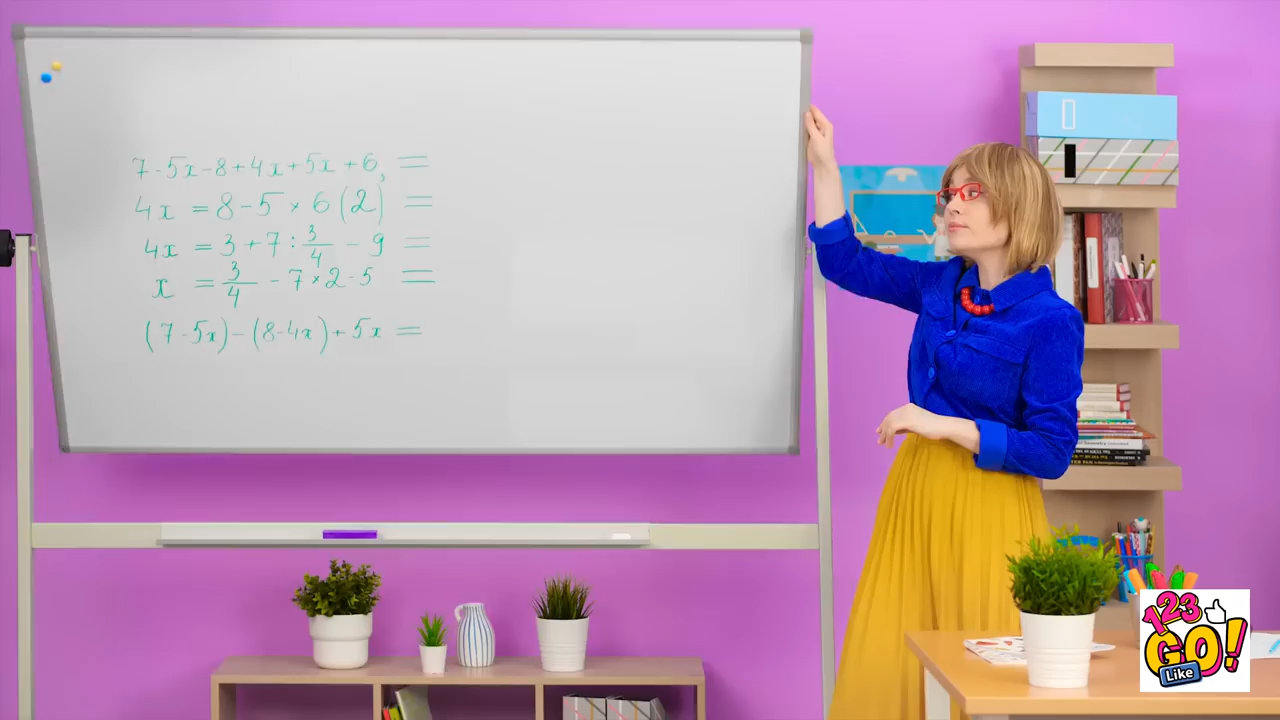 7-5x-8+4x+5x+6, =
4x = 8-5×6(2) =
4x = 3+7:3/4 - 9 =
x = 3/4 - 7×2-5 =
(7-5x)-(8-4x)+5x =
123
GO!
Like